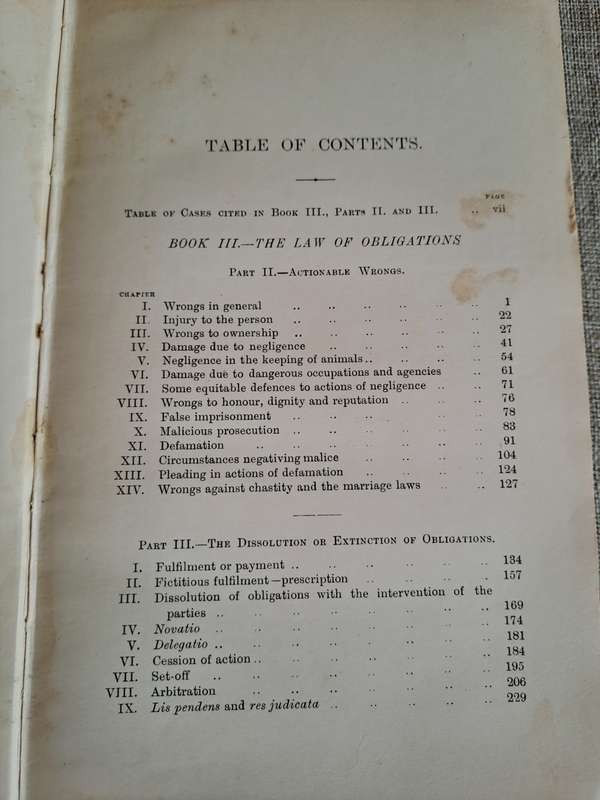 TABLE OF CONTENTS.
PAGE
TABLE OF CASES CITED IN BOOK III., PARTS II. AND III. .. vii
BOOK III.—THE LAW OF OBLIGATIONS
PART II.—ACTIONABLE WRONGS.
CHAPTER
I. Wrongs in general .. .. .. .. .. .. 1
II. Injury to the person .. .. .. .. .. .. 22
III. Wrongs to ownership .. .. .. .. .. .. 27
IV. Damage due to negligence .. .. .. .. .. 41
V. Negligence in the keeping of animals .. .. .. .. 54
VI. Damage due to dangerous occupations and agencies .. 61
VII. Some equitable defences to actions of negligence .. .. 71
VIII. Wrongs to honour, dignity and reputation .. .. .. 76
IX. False imprisonment .. .. .. .. .. .. 78
X. Malicious prosecution .. .. .. .. .. .. 83
XI. Defamation .. .. .. .. .. .. .. 91
XII. Circumstances negativing malice .. .. .. .. 104
XIII. Pleading in actions of defamation .. .. .. .. 124
XIV. Wrongs against chastity and the marriage laws .. .. 127
PART III.—THE DISSOLUTION OR EXTINCTION OF OBLIGATIONS.
I. Fulfilment or payment .. .. .. .. .. .. 134
II. Fictitious fulfilment—prescription .. .. .. .. 157
III. Dissolution of obligations with the intervention of the
parties .. .. .. .. .. .. .. .. 169
IV. Novatio .. .. .. .. .. .. .. .. 174
V. Delegatio .. .. .. .. .. .. .. .. 181
VI. Cession of action .. .. .. .. .. .. .. 184
VII. Set-off .. .. .. .. .. .. .. .. 195
VIII. Arbitration .. .. .. .. .. .. .. 206
IX. Lis pendens and res judicata .. .. .. .. .. 229